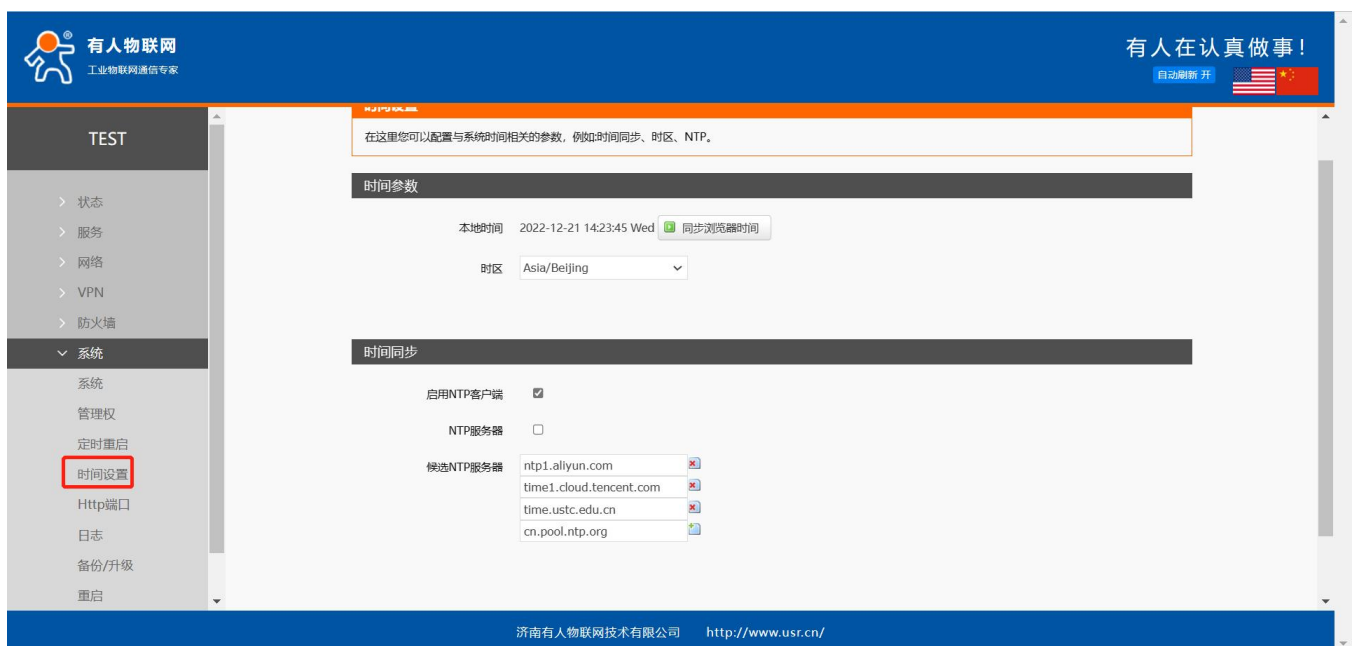 有人物联网
工业物联网通信专家
有人在认真做事!
自动刷新 开
TEST
状态
服务
网络
VPN
防火墙
系统
系统
管理权
定时重启
时间设置
Http端口
日志
备份/升级
重启
时间设置
在这里您可以配置与系统时间相关的参数，例如:时间同步、时区、NTP。
时间参数
本地时间 2022-12-21 14:23:45 Wed 同步浏览器时间
时区 Asia/Beijing
时间同步
启用NTP客户端
NTP服务器
候选NTP服务器 ntp1.aliyun.com
time1.cloud.tencent.com
time.ustc.edu.cn
cn.pool.ntp.org
济南有人物联网技术有限公司 http://www.usr.cn/